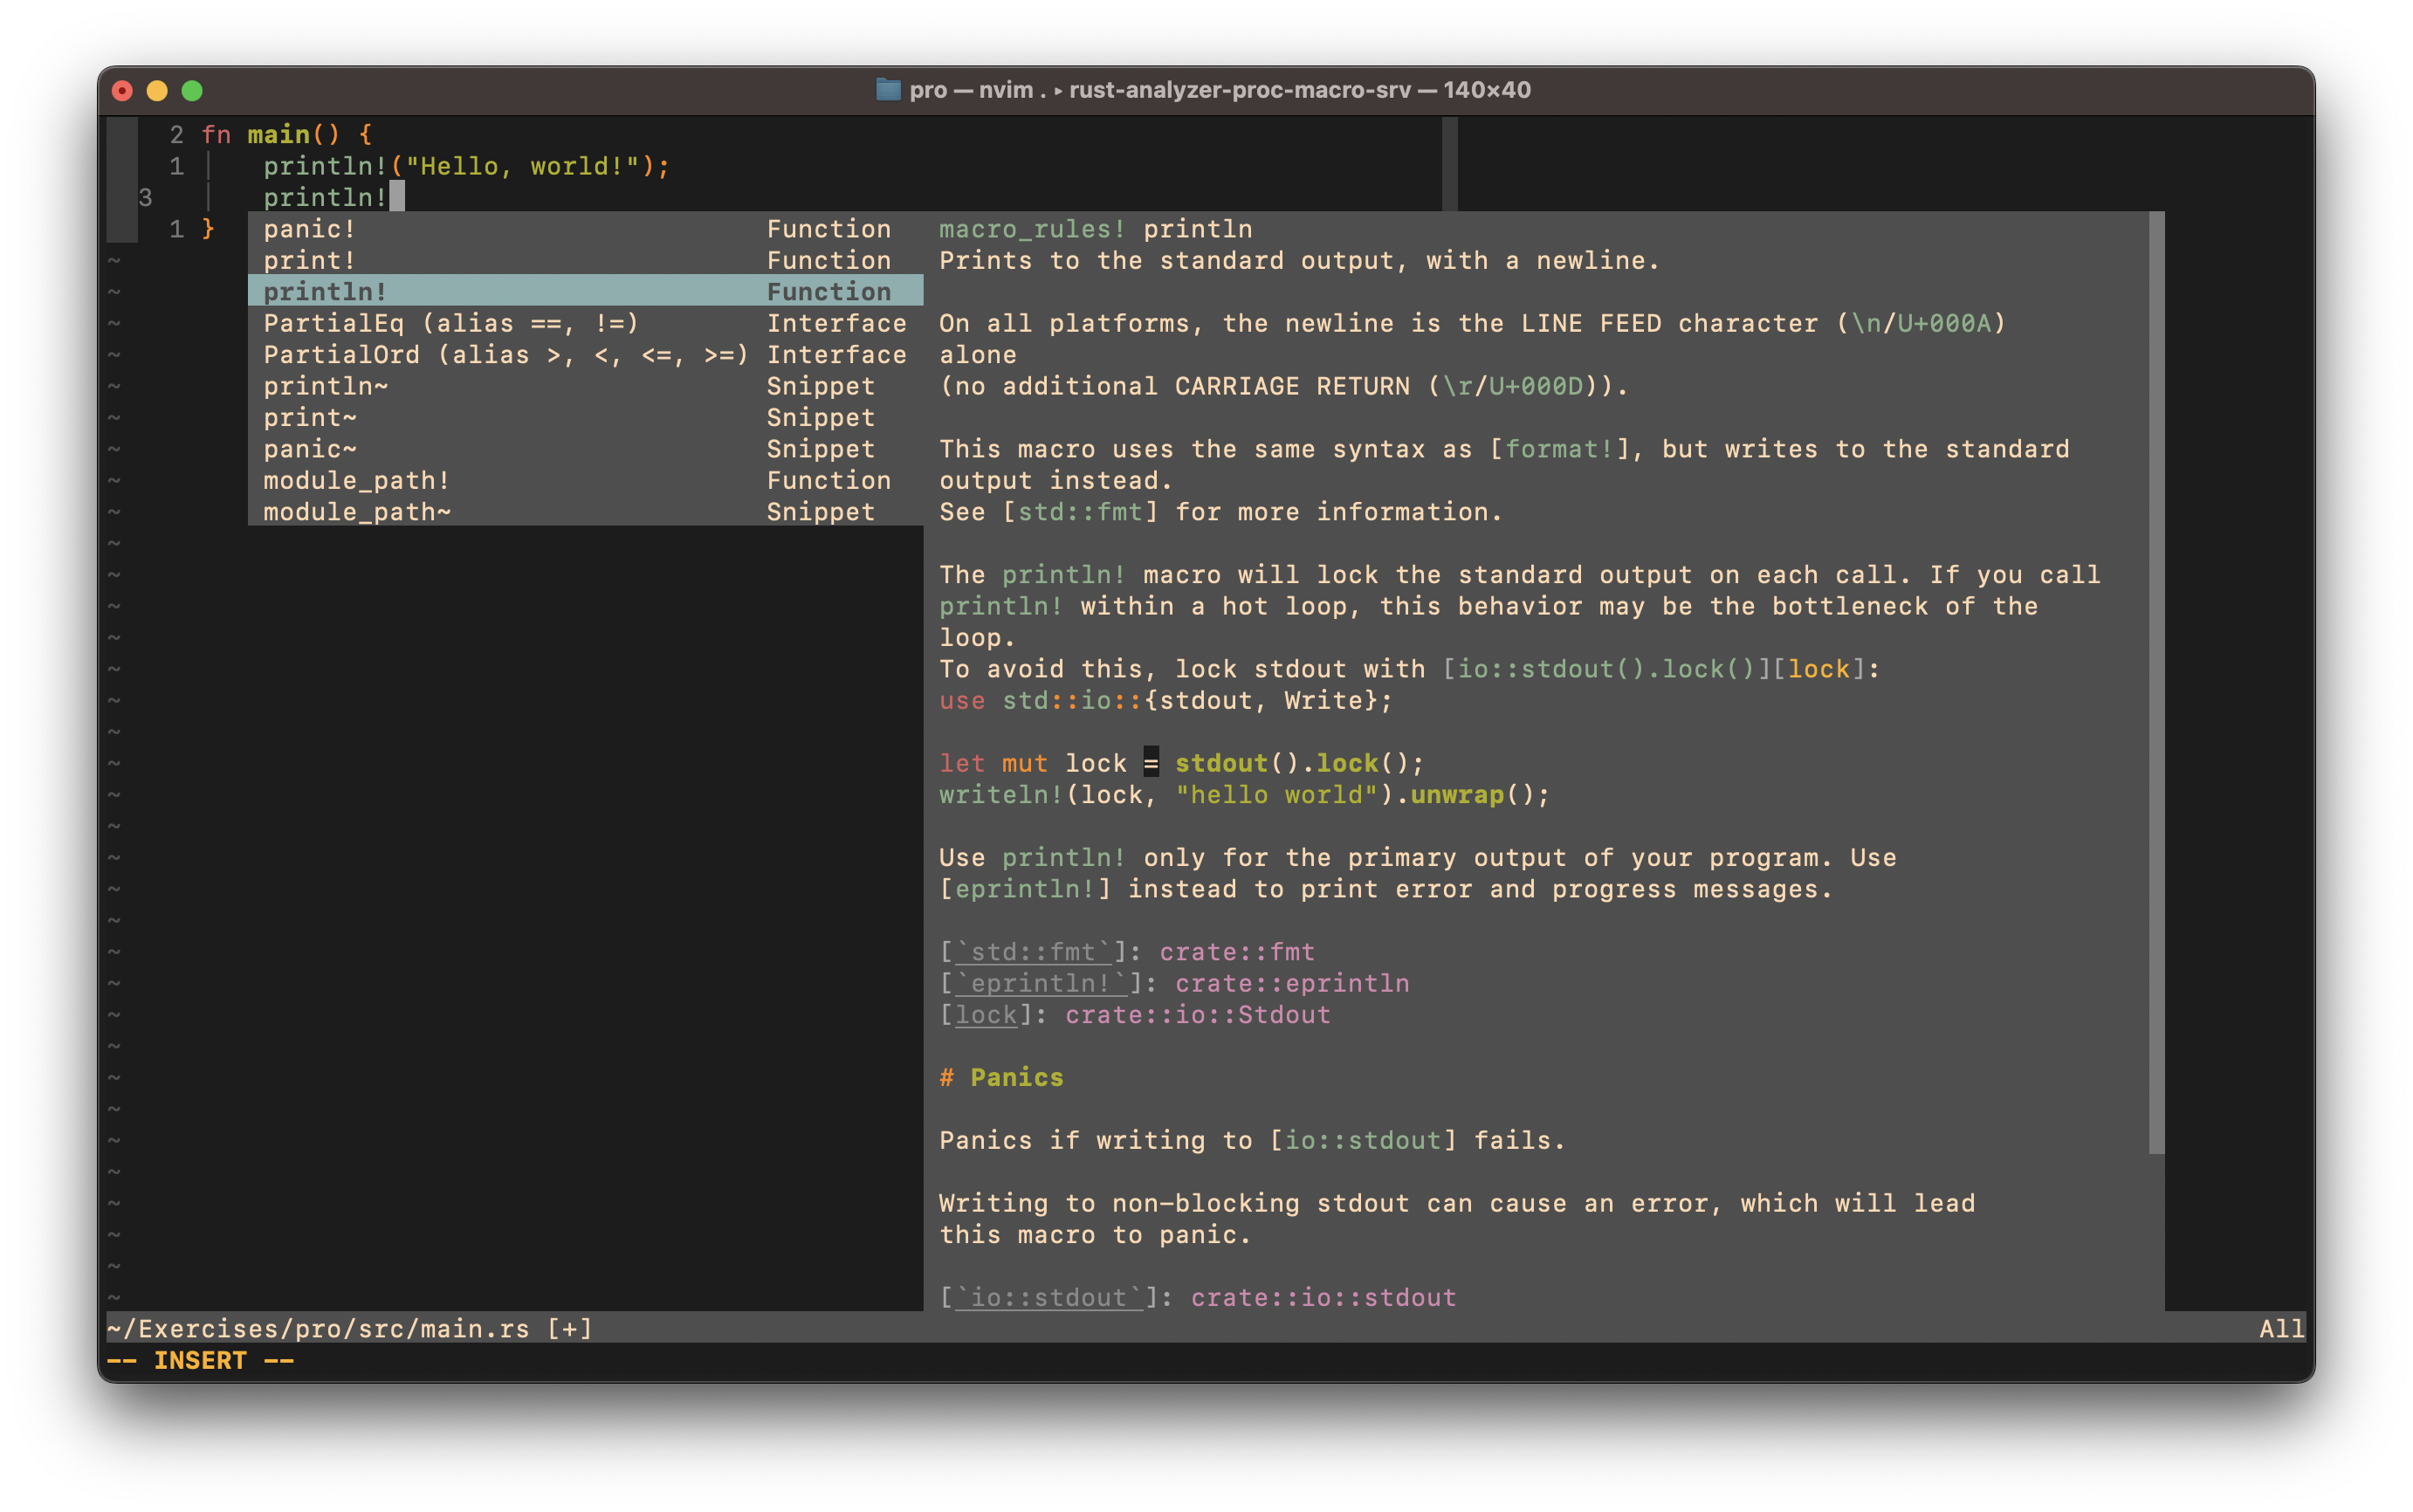 pro — nvim . ▸ rust-analyzer-proc-macro-srv — 140×40
2 fn main() {
1 println!("Hello, world!");
3 println!
1 }
panic! Function
print! Function
println! Function
PartialEq (alias ==, !=) Interface
PartialOrd (alias >, <, <=, >=) Interface
println~ Snippet
print~ Snippet
panic~ Snippet
module_path! Function
module_path~ Snippet
macro_rules! println
Prints to the standard output, with a newline.
On all platforms, the newline is the LINE FEED character (\n/U+000A)
alone
(no additional CARRIAGE RETURN (\r/U+000D)).
This macro uses the same syntax as [format!], but writes to the standard
output instead.
See [std::fmt] for more information.
The println! macro will lock the standard output on each call. If you call
println! within a hot loop, this behavior may be the bottleneck of the
loop.
To avoid this, lock stdout with [io::stdout().lock()][lock]:
use std::io::{stdout, Write};
let mut lock = stdout().lock();
writeln!(lock, "hello world").unwrap();
Use println! only for the primary output of your program. Use
[eprintln!] instead to print error and progress messages.
[`std::fmt`]: crate::fmt
[`eprintln!`]: crate::eprintln
[lock]: crate::io::Stdout
# Panics
Panics if writing to [io::stdout] fails.
Writing to non-blocking stdout can cause an error, which will lead
this macro to panic.
[`io::stdout`]: crate::io::stdout
~/Exercises/pro/src/main.rs [+] All
-- INSERT --